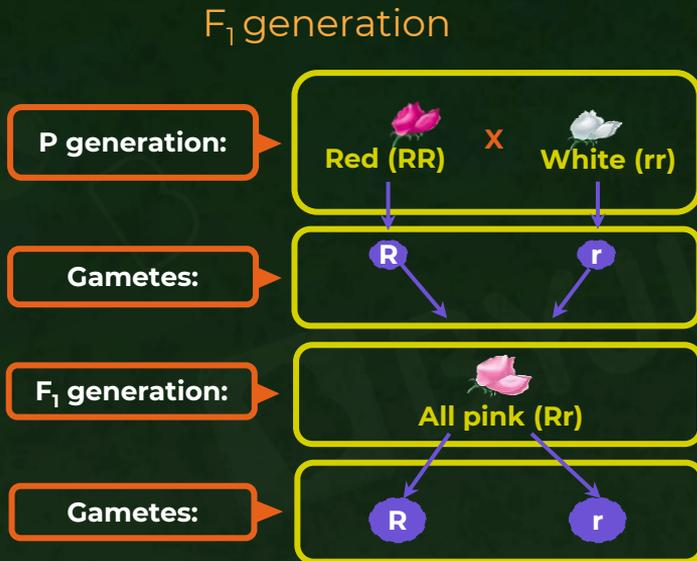 F₁ generation
P generation:
Red (RR) X White (rr)
Gametes:
R r
F₁ generation:
All pink (Rr)
Gametes:
R r